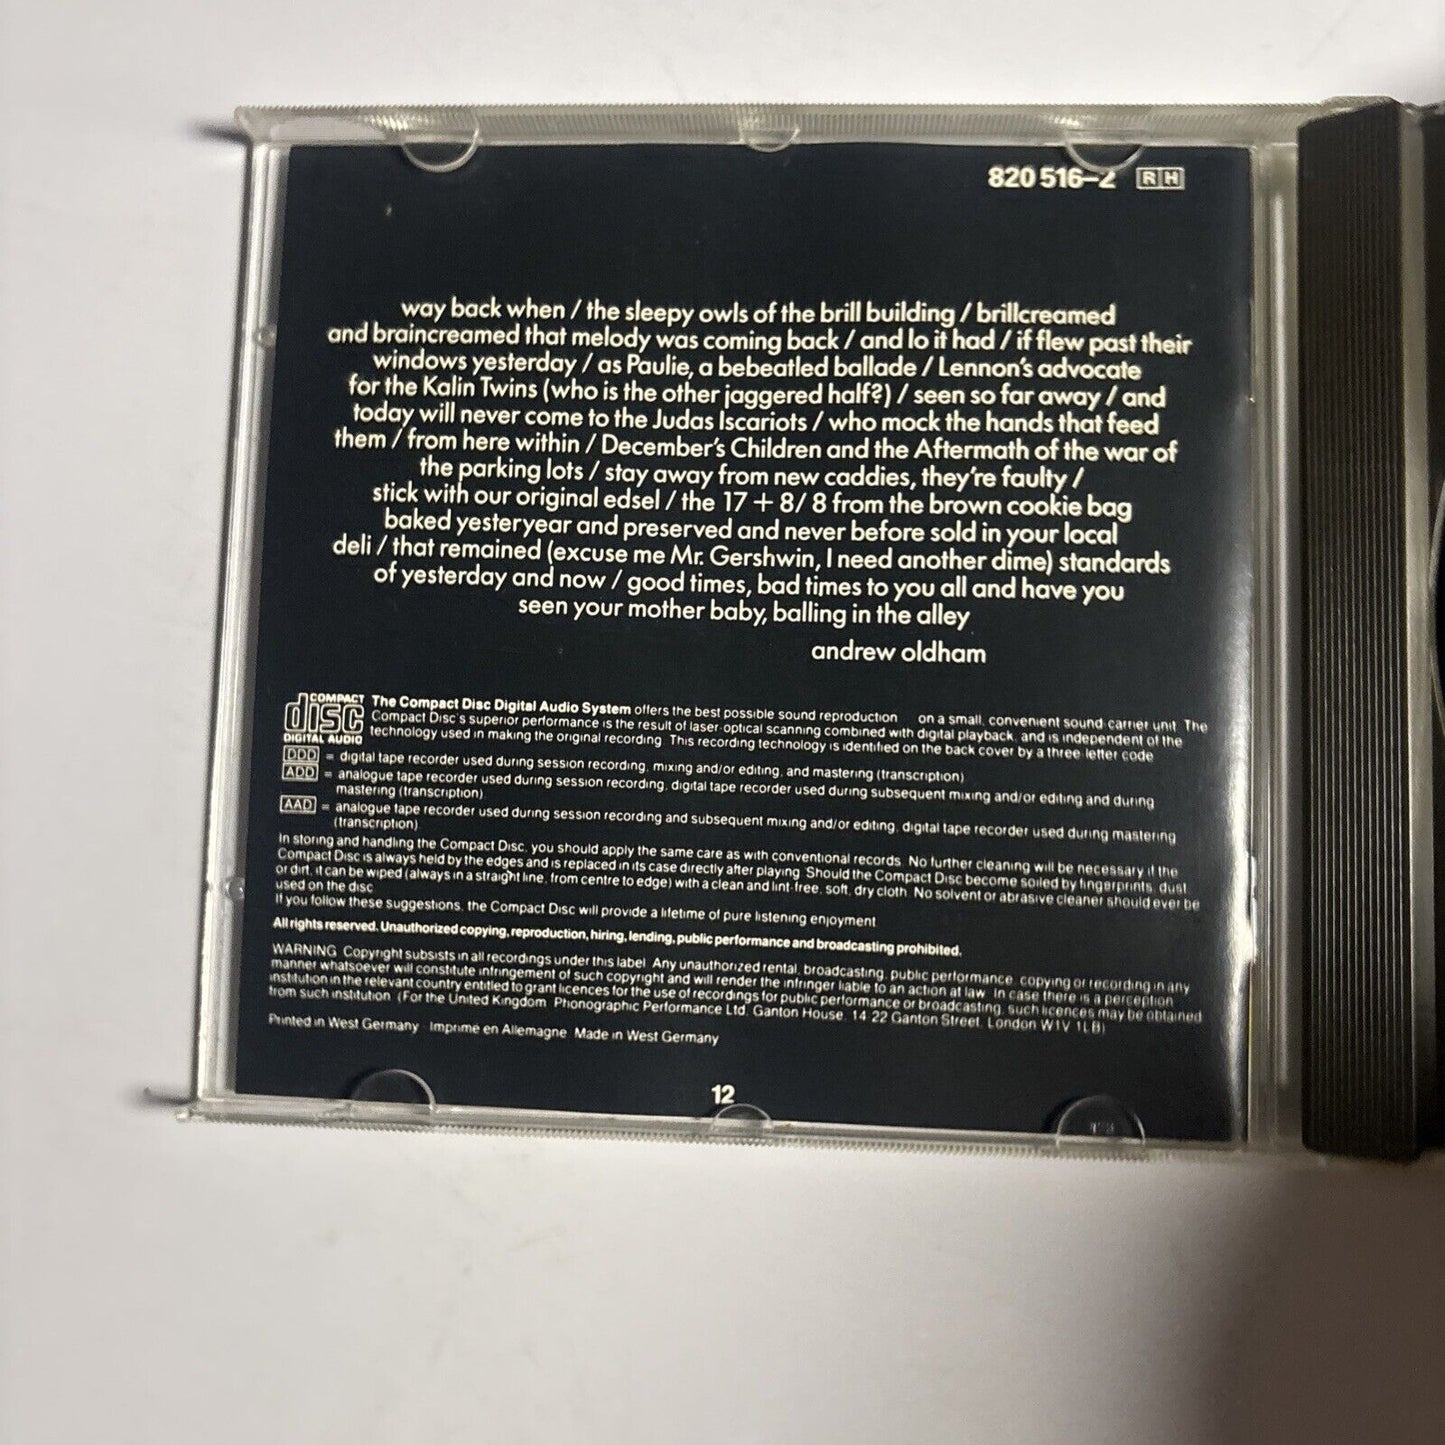 820 516–2 RH
way back when / the sleepy owls of the brill building / brillcreamed
and braincreamed that melody was coming back / and lo it had / if flew past their
windows yesterday / as Paulie, a bebeatled ballade / Lennon's advocate
for the Kalin Twins (who is the other jaggered half?) / seen so far away / and
today will never come to the Judas Iscariots / who mock the hands that feed
them / from here within / December's Children and the Aftermath of the war of
the parking lots / stay away from new caddies, they're faulty /
stick with our original edsel / the 17 + 8/ 8 from the brown cookie bag
baked yesteryear and preserved and never before sold in your local
deli / that remained (excuse me Mr. Gershwin, I need another dime) standards
of yesterday and now / good times, bad times to you all and have you
seen your mother baby, balling in the alley
andrew oldham
COMPACT disc DIGITAL AUDIO
The Compact Disc Digital Audio System offers the best possible sound reproduction on a small, convenient sound-carrier unit. The
Compact Disc's superior performance is the result of laser-optical scanning combined with digital playback, and is independent of the
technology used in making the original recording. This recording technology is identified on the back cover by a three-letter code
DDD = digital tape recorder used during session recording, mixing and/or editing, and mastering (transcription)
ADD = analogue tape recorder used during session recording, digital tape recorder used during subsequent mixing and/or editing and during
mastering (transcription)
AAD = analogue tape recorder used during session recording and subsequent mixing and/or editing, digital tape recorder used during mastering
(transcription)
In storing and handling the Compact Disc, you should apply the same care as with conventional records. No further cleaning will be necessary if the
Compact Disc is always held by the edges and is replaced in its case directly after playing. Should the Compact Disc become soiled by fingerprints, dust
or dirt, it can be wiped (always in a straight line, from centre to edge) with a clean and lint-free, soft, dry cloth. No solvent or abrasive cleaner should ever be
used on the disc
If you follow these suggestions, the Compact Disc will provide a lifetime of pure listening enjoyment
All rights reserved. Unauthorized copying, reproduction, hiring, lending, public performance and broadcasting prohibited.
WARNING Copyright subsists in all recordings under this label. Any unauthorized rental, broadcasting, public performance, copying or recording in any
manner whatsoever will constitute infringement of such copyright and will render the infringer liable to an action at law. In case there is a perception
institution in the relevant country entitled to grant licences for the use of recordings for public performance or broadcasting, such licences may be obtained
from such institution. (For the United Kingdom Phonographic Performance Ltd. Ganton House, 14-22 Ganton Street, London W1V 1LB)
Printed in West Germany · Imprimé en Allemagne Made in West Germany
12